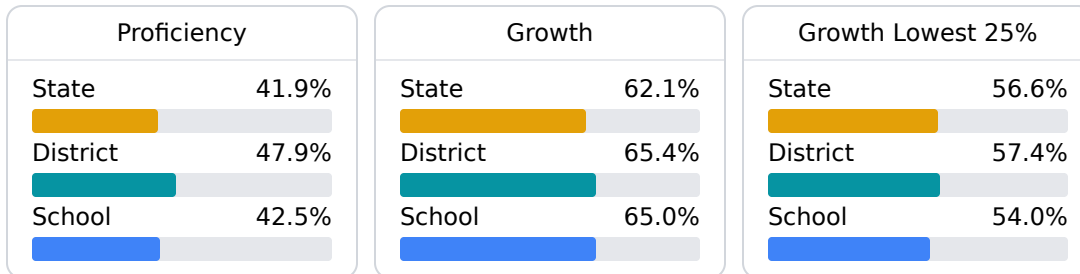 Proficiency
State 41.9%
District 47.9%
School 42.5%
Growth
State 62.1%
District 65.4%
School 65.0%
Growth Lowest 25%
State 56.6%
District 57.4%
School 54.0%